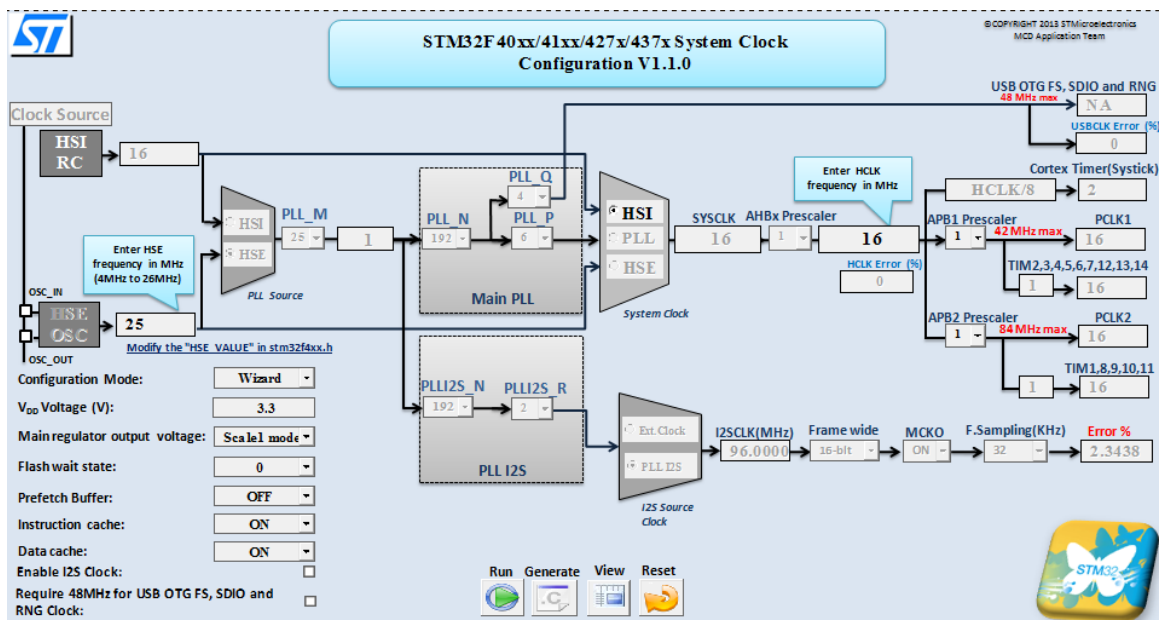 ©COPYRIGHT 2013 STMicroelectronics
MCD Application Team
ST
STM32F40xx/41xx/427x/437x System Clock
Configuration V1.1.0
USB OTG FS, SDIO and RNG
48 MHz max
NA
USBCLK Error (%)
0
Clock Source
HSI
RC
16
Enter HCLK
frequency in MHz
Cortex Timer(Systick)
HCLK/8
2
PLL_Q
4
PLL_M
HSI
HSE
25
1
PLL Source
PLL_N
192
PLL_P
6
Main PLL
HSI
PLL
HSE
System Clock
SYSCLK
16
AHBx Prescaler
1
16
HCLK Error (%)
0
APB1 Prescaler
1
42 MHz max
PCLK1
16
TIM2,3,4,5,6,7,12,13,14
1
16
APB2 Prescaler
1
84 MHz max
PCLK2
16
TIM1,8,9,10,11
1
16
Enter HSE
frequency in MHz
(4MHz to 26MHz)
OSC_IN
HSE
OSC
25
OSC_OUT
Modify the "HSE_VALUE" in stm32f4xx.h
Configuration Mode: Wizard
VDD Voltage (V): 3.3
Main regulator output voltage: Scale1 mode
Flash wait state: 0
Prefetch Buffer: OFF
Instruction cache: ON
Data cache: ON
Enable I2S Clock:
Require 48MHz for USB OTG FS, SDIO and
RNG Clock:
PLLI2S_N
192
PLLI2S_R
2
PLL I2S
Ext.Clock
PLL I2S
I2S Source
Clock
I2SCLK(MHz)
96.0000
Frame wide
16-bit
MCKO
ON
F.Sampling(KHz)
32
Error %
2.3438
Run Generate View Reset
.C
STM32